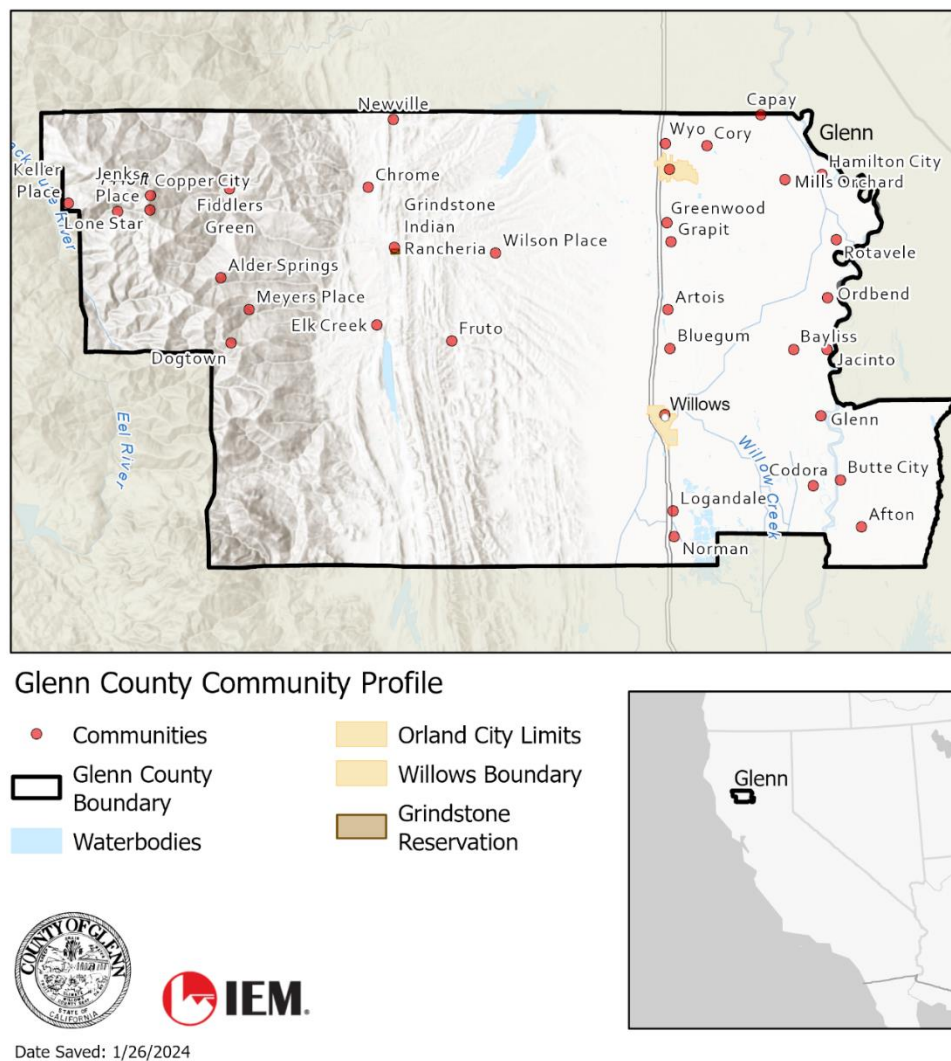 Newville
Capay
Glenn
Wyo
Cory
Hamilton City
Keller
Place
Jenks
Place
Copper City
Chrome
Mills Orchard
Lone Star
Fiddlers
Green
Grindstone
Indian
Rancheria
Greenwood
Grapit
Wilson Place
Rotavele
Alder Springs
Ordbend
Meyers Place
Artois
Elk Creek
Fruto
Bluegum
Bayliss
Jacinto
Dogtown
Willows
Glenn
Eel River
Willow Creek
Codora
Butte City
Logandale
Afton
Norman
Glenn County Community Profile
Communities
Glenn County
Boundary
Waterbodies
Orland City Limits
Willows Boundary
Grindstone
Reservation
Glenn
COUNTY OF GLENN
STATE OF
CALIFORNIA
IEM.
Date Saved: 1/26/2024